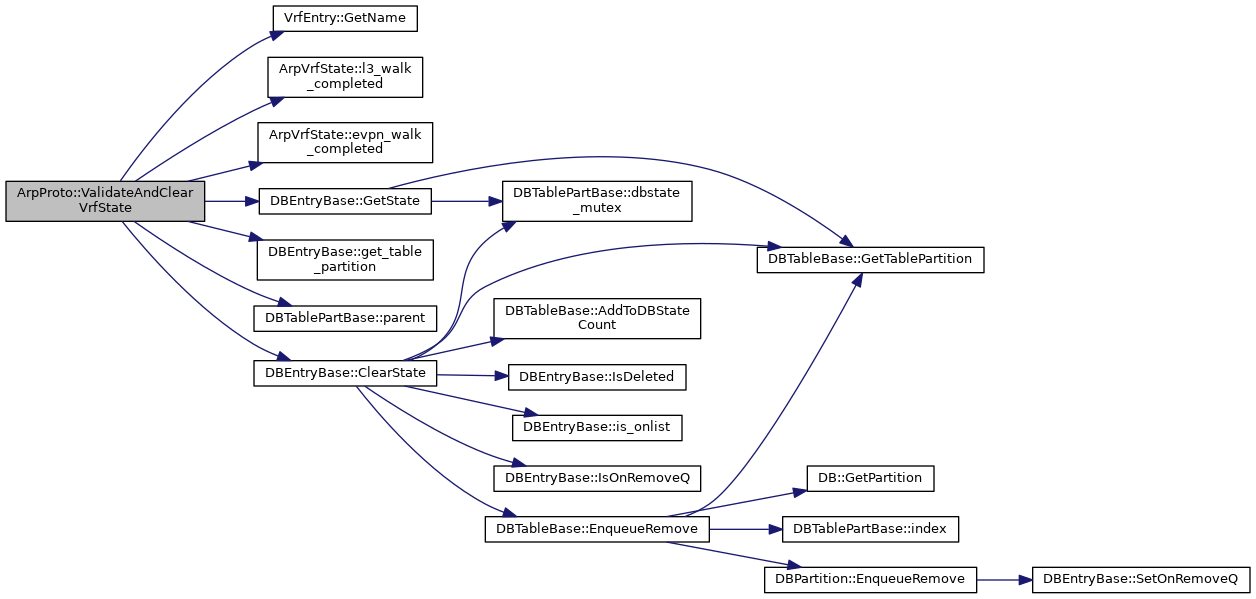 VrfEntry::GetName
ArpVrfState::l3_walk
_completed
ArpVrfState::evpn_walk
_completed
ArpProto::ValidateAndClear
VrfState
DBEntryBase::GetState
DBTablePartBase::dbstate
_mutex
DBEntryBase::get_table
_partition
DBTableBase::GetTablePartition
DBTablePartBase::parent
DBTableBase::AddToDBState
Count
DBEntryBase::ClearState
DBEntryBase::IsDeleted
DBEntryBase::is_onlist
DBEntryBase::IsOnRemoveQ
DB::GetPartition
DBTableBase::EnqueueRemove
DBTablePartBase::index
DBPartition::EnqueueRemove
DBEntryBase::SetOnRemoveQ